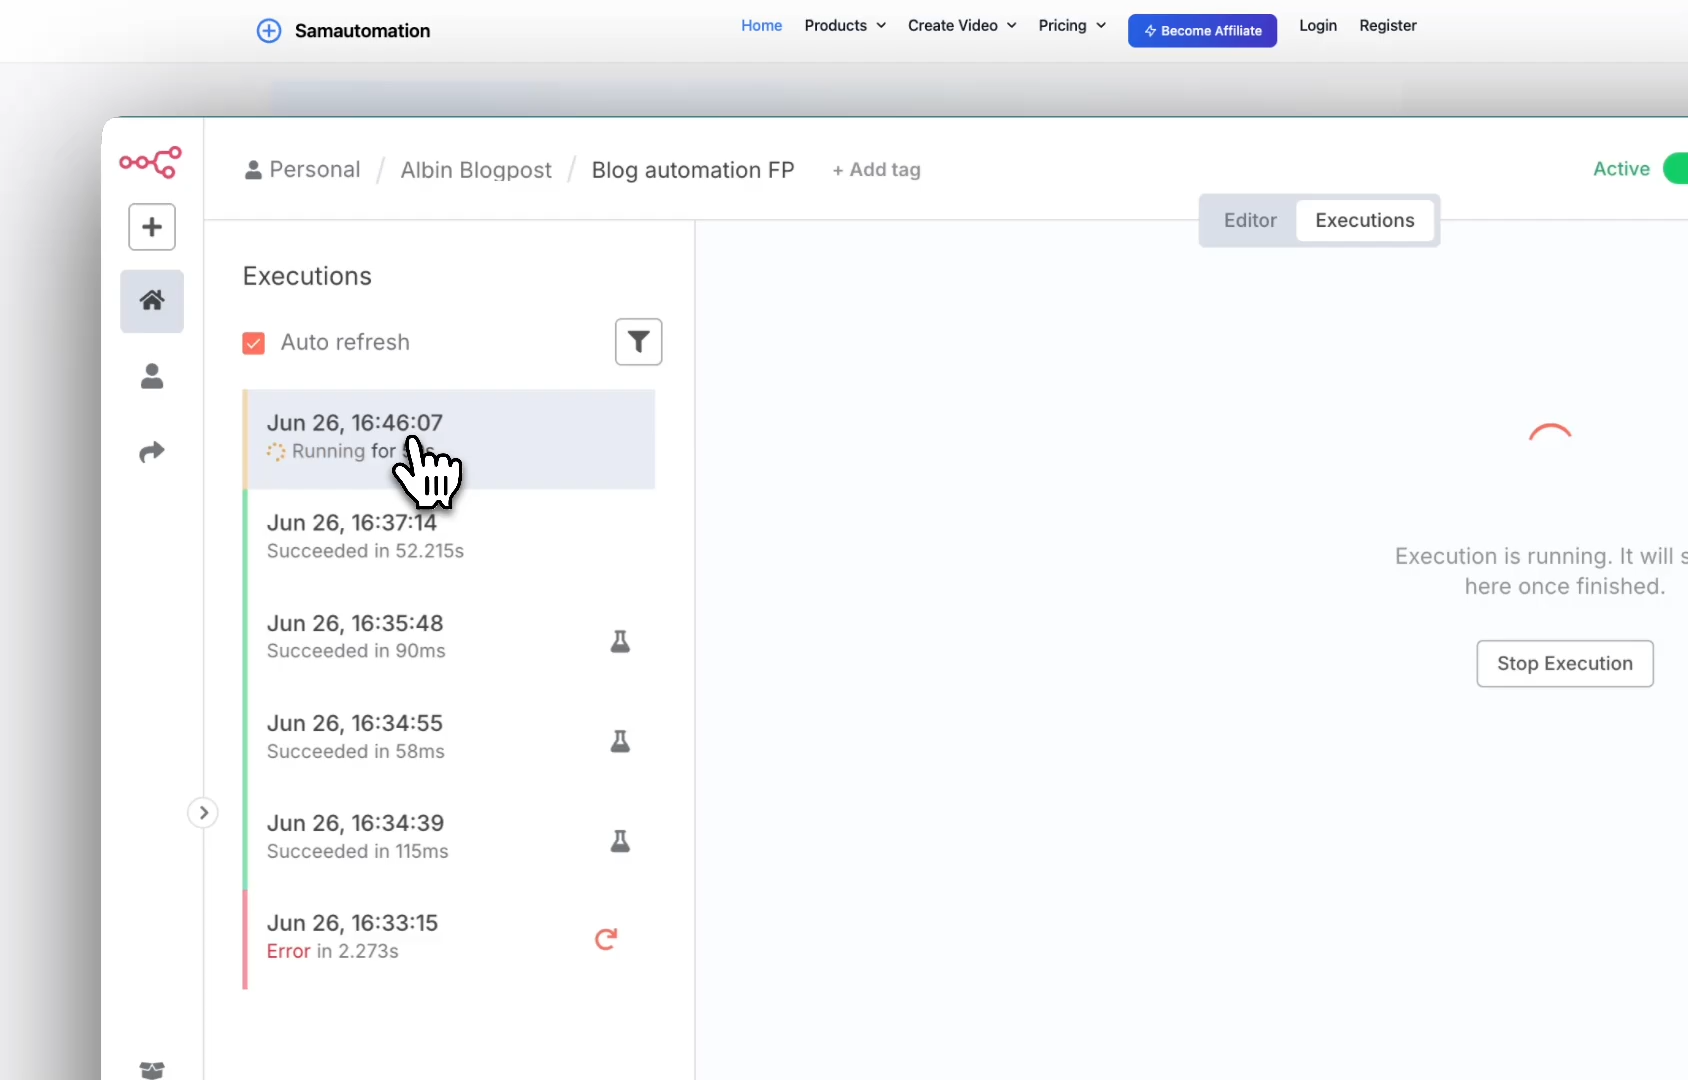 Samautomation
Home
Products
Create Video
Pricing
Become Affiliate
Login
Register
Personal / Albin Blogpost / Blog automation FP
+ Add tag
Active
Editor
Executions
Executions
Auto refresh
Jun 26, 16:46:07
Running for
Jun 26, 16:37:14
Succeeded in 52.215s
Jun 26, 16:35:48
Succeeded in 90ms
Jun 26, 16:34:55
Succeeded in 58ms
Jun 26, 16:34:39
Succeeded in 115ms
Jun 26, 16:33:15
Error in 2.273s
Execution is running. It will s
here once finished.
Stop Execution